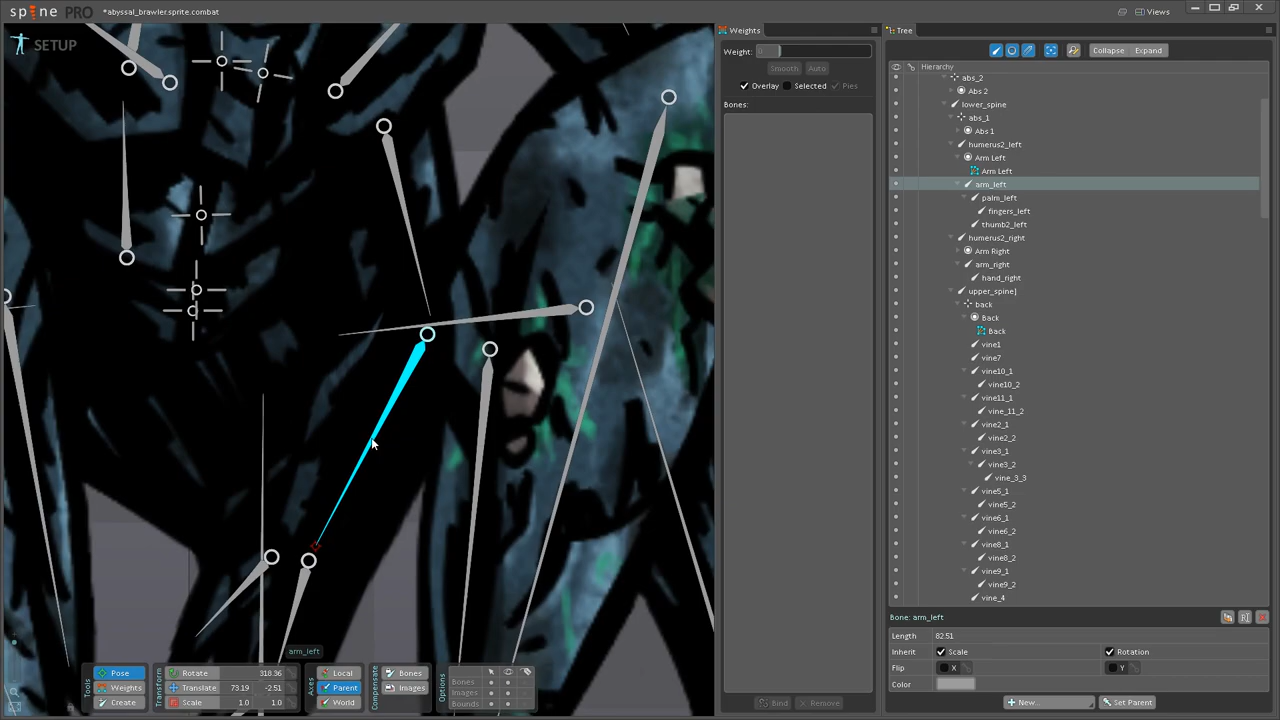 spine PRO *abyssal_brawler.sprite.combat Views
SETUP
Weights
Weight: 0
Smooth Auto
Overlay Selected Pies
Bones:
Bind Remove
Tree
Collapse Expand
Hierarchy
abs_2
Abs 2
lower_spine
abs_1
Abs 1
humerus2_left
Arm Left
Arm Left
arm_left
palm_left
fingers_left
thumb2_left
humerus2_right
Arm Right
arm_right
hand_right
upper_spine]
back
Back
Back
vine1
vine7
vine10_1
vine10_2
vine11_1
vine_11_2
vine2_1
vine2_2
vine3_1
vine3_2
vine_3_3
vine5_1
vine5_2
vine6_1
vine6_2
vine8_1
vine8_2
vine9_1
vine9_2
vine_4
Bone: arm_left
Length 82.51
Inherit Scale Rotation
Flip X Y
Color
New... Set Parent
arm_left
Tools
Pose
Weights
Create
Transform
Rotate 318.36
Translate 73.19 -2.51
Scale 1.0 1.0
Axes
Local
Parent
World
Compensate
Bones
Images
Options
Bones
Images
Bounds